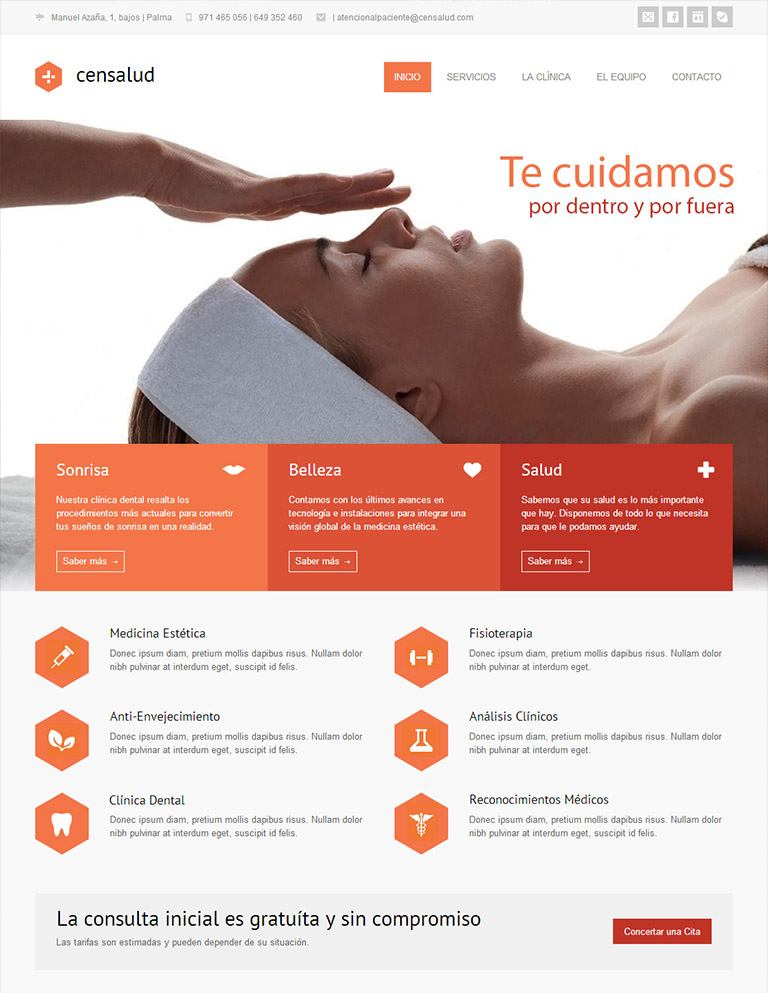 Manuel Azaña, 1, bajos | Palma 971 465 056 | 649 352 460 | atencionalpaciente@censalud.com
censalud
INICIO SERVICIOS LA CLÍNICA EL EQUIPO CONTACTO
Te cuidamos
por dentro y por fuera
Sonrisa
Nuestra clínica dental resalta los
procedimientos más actuales para convertir
tus sueños de sonrisa en una realidad.
Saber más →
Belleza
Contamos con los últimos avances en
tecnología e instalaciones para integrar una
visión global de la medicina estética.
Saber más →
Salud
Sabemos que su salud es lo más importante
que hay. Disponemos de todo lo que necesita
para que le podamos ayudar.
Saber más →
Medicina Estética
Donec ipsum diam, pretium mollis dapibus risus. Nullam dolor
nibh pulvinar at interdum eget, suscipit id felis.
Fisioterapia
Donec ipsum diam, pretium mollis dapibus risus. Nullam dolor
nibh pulvinar at interdum eget.
Anti-Envejecimiento
Donec ipsum diam, pretium mollis dapibus risus. Nullam dolor
nibh pulvinar at interdum eget, suscipit id felis.
Análisis Clínicos
Donec ipsum diam, pretium mollis dapibus risus. Nullam dolor
nibh pulvinar at interdum eget.
Clínica Dental
Donec ipsum diam, pretium mollis dapibus risus. Nullam dolor
nibh pulvinar at interdum eget, suscipit id felis.
Reconocimientos Médicos
Donec ipsum diam, pretium mollis dapibus risus. Nullam dolor
nibh pulvinar at interdum eget, suscipit id felis.
La consulta inicial es gratuíta y sin compromiso
Las tarifas son estimadas y pueden depender de su situación.
Concertar una Cita